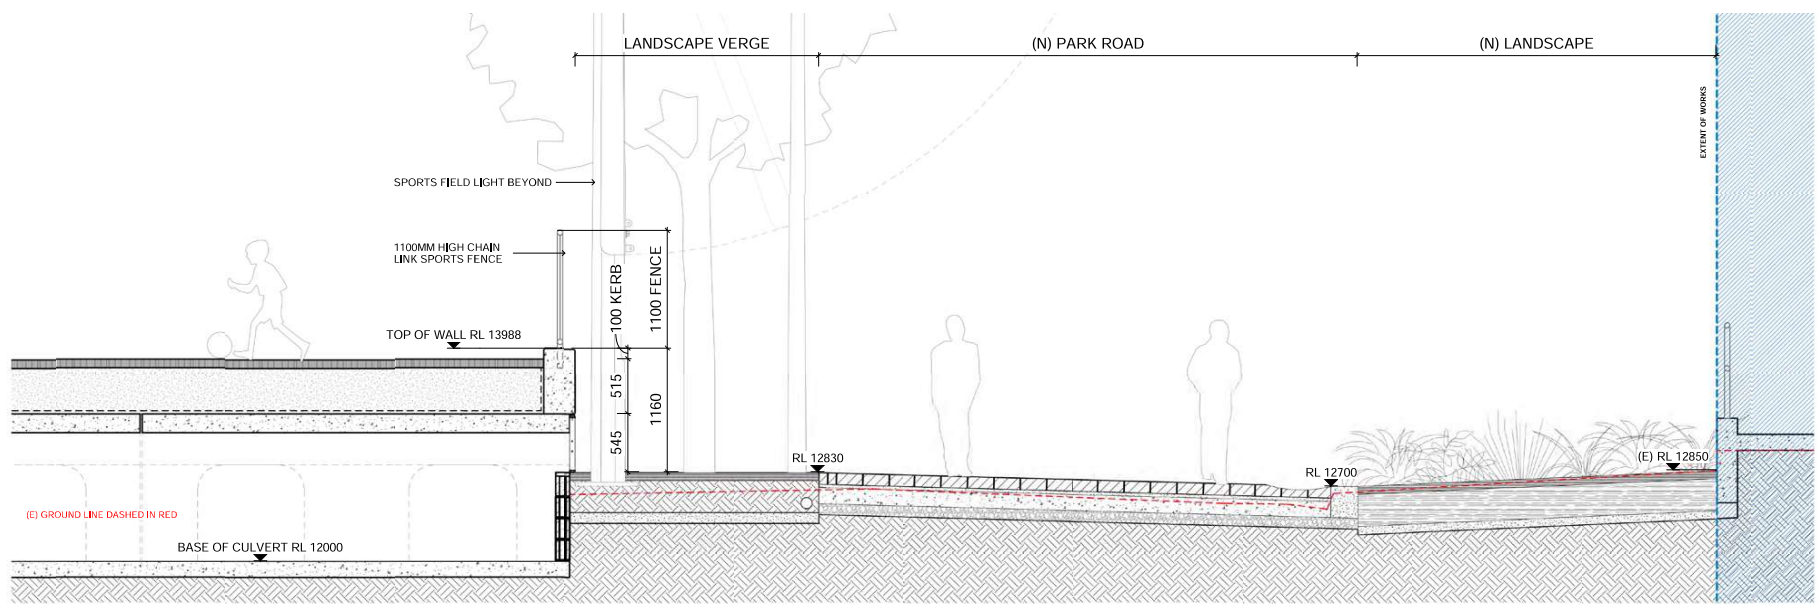 LANDSCAPE VERGE
(N) PARK ROAD
(N) LANDSCAPE
EXTENT OF WORKS
SPORTS FIELD LIGHT BEYOND
1100MM HIGH CHAIN
LINK SPORTS FENCE
100 KERB
1100 FENCE
TOP OF WALL RL 13988
515
1160
545
RL 12830
RL 12700
(E) RL 12850
(E) GROUND LINE DASHED IN RED
BASE OF CULVERT RL 12000